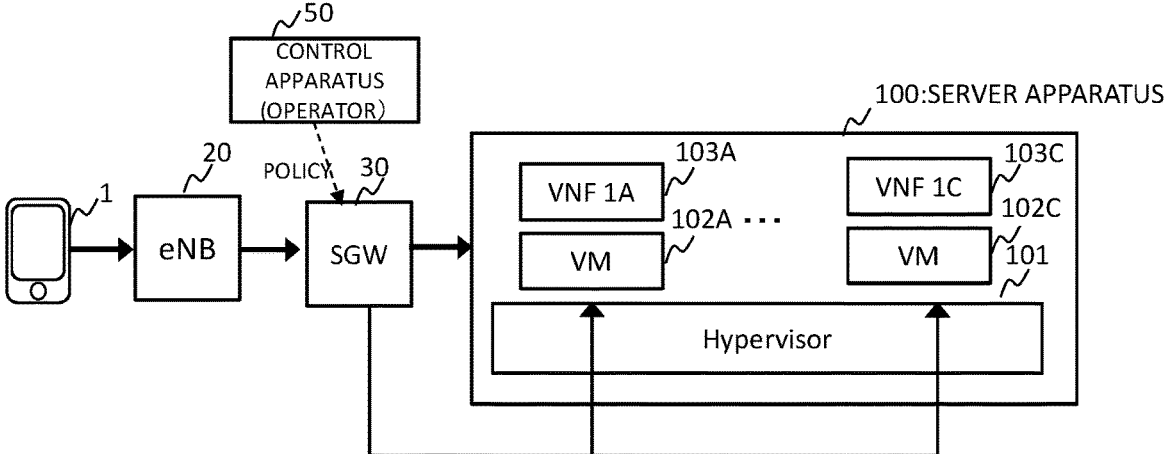 50
CONTROL
APPARATUS
(OPERATOR)
100:SERVER APPARATUS
20
POLICY
30
103A
103C
1
VNF 1A
VNF 1C
eNB
SGW
102A
...
102C
VM
VM
101
Hypervisor